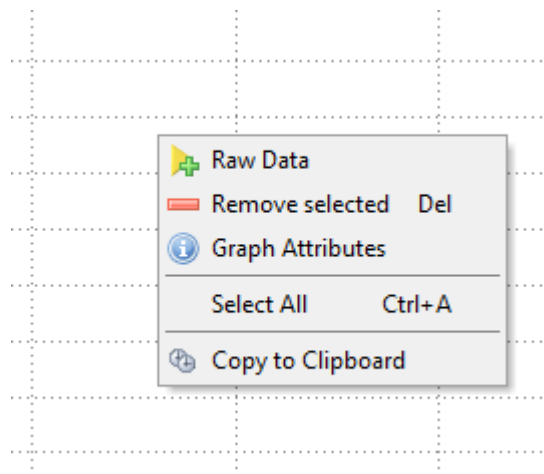 Raw Data
Remove selected Del
Graph Attributes
Select All Ctrl+A
Copy to Clipboard